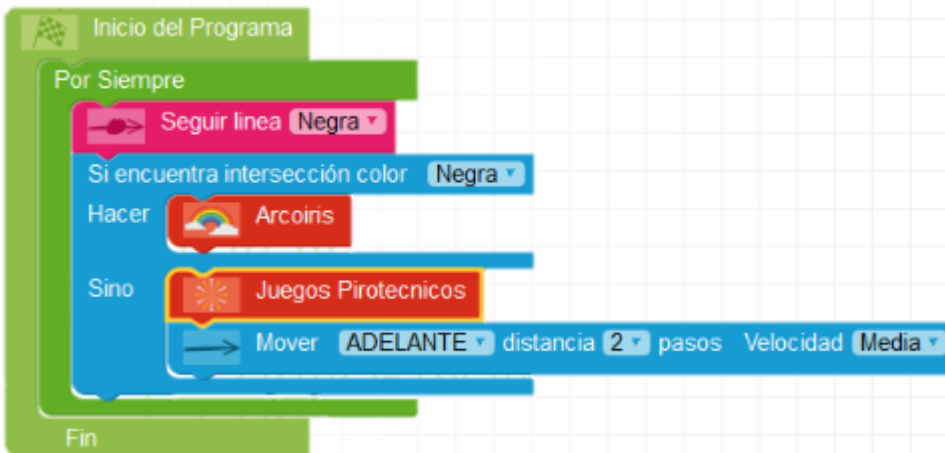 Inicio del Programa
Por Siempre
Seguir linea Negra
Si encuentra intersección color Negra
Hacer Arcoiris
Sino Juegos Pirotecnicos
Mover ADELANTE distancia 2 pasos Velocidad Media
Fin